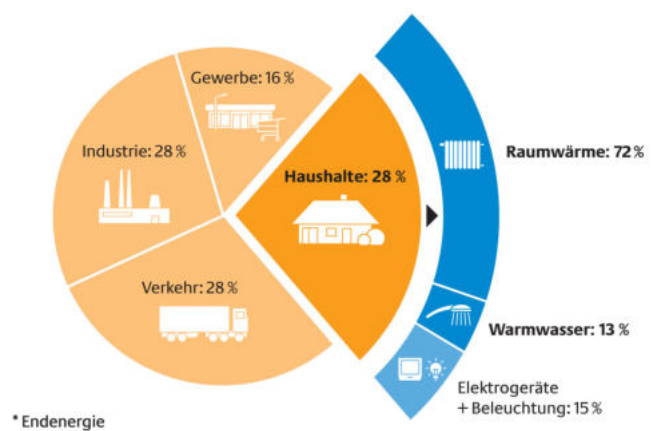 Gewerbe: 16 %
Industrie: 28 %
Haushalte: 28 %
Raumwärme: 72 %
Verkehr: 28 %
Warmwasser: 13 %
Elektrogeräte
+ Beleuchtung: 15 %
* Endenergie